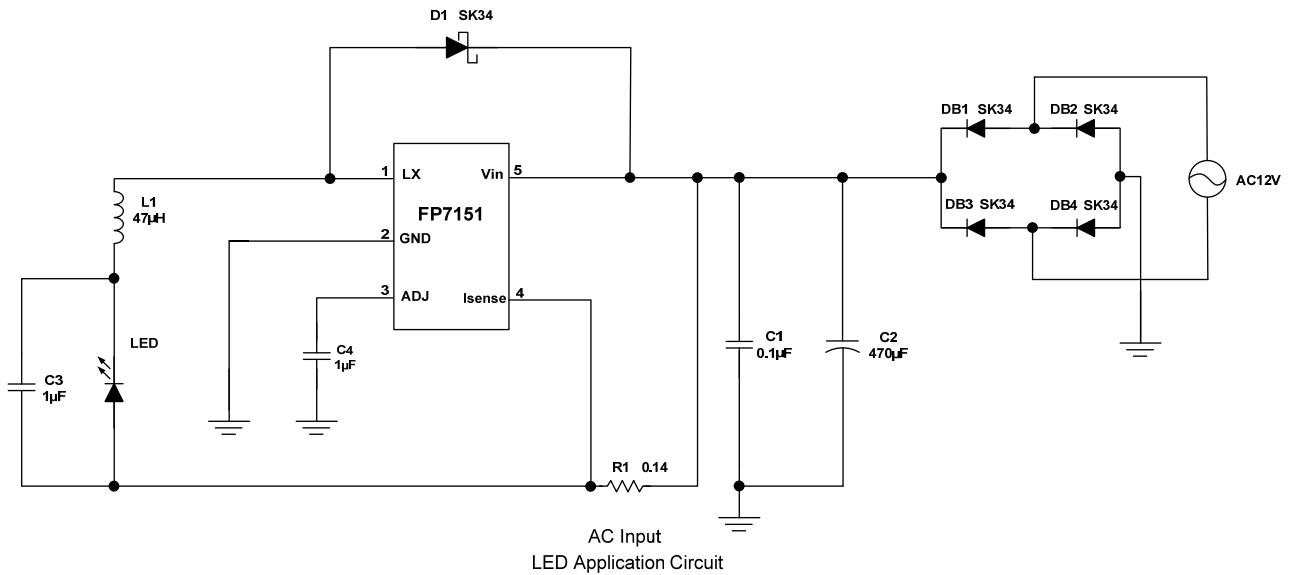 D1 SK34
DB1 SK34
DB2 SK34
1
LX
Vin
5
AC12V
L1
47µH
FP7151
DB3 SK34
DB4 SK34
2
GND
3
ADJ
Isense
4
LED
C4
1µF
C1
0.1µF
C2
470µF
C3
1µF
R1 0.14
AC Input
LED Application Circuit